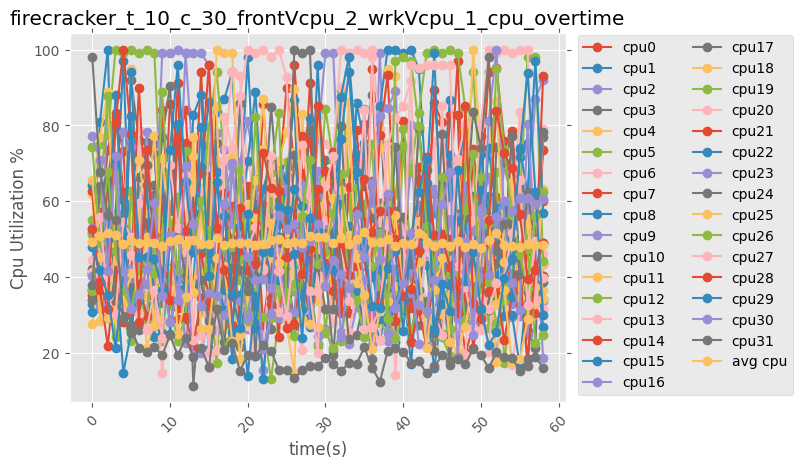 firecracker_t_10_c_30_frontVcpu_2_wrkVcpu_1_cpu_overtime
Cpu Utilization %
100
80
60
40
20
0
10
20
30
40
50
60
time(s)
cpu0
cpu1
cpu2
cpu3
cpu4
cpu5
cpu6
cpu7
cpu8
cpu9
cpu10
cpu11
cpu12
cpu13
cpu14
cpu15
cpu16
cpu17
cpu18
cpu19
cpu20
cpu21
cpu22
cpu23
cpu24
cpu25
cpu26
cpu27
cpu28
cpu29
cpu30
cpu31
avg cpu